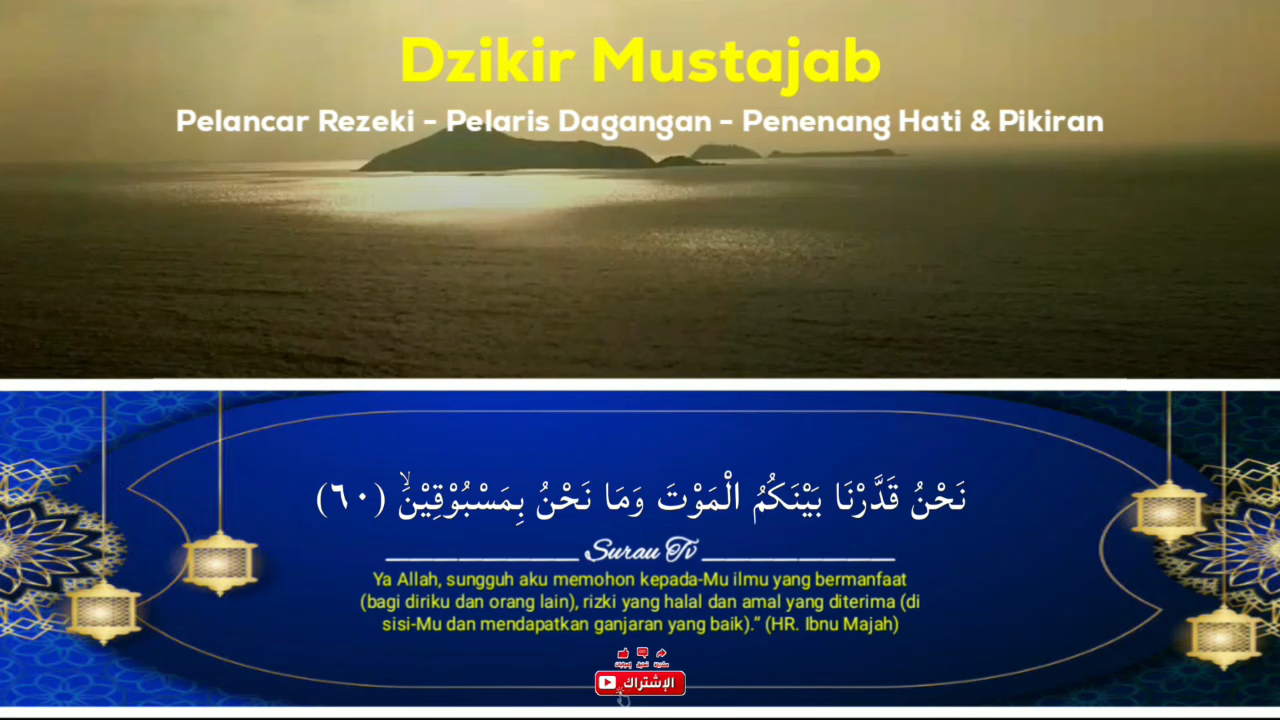 Dzikir Mustajab
Pelancar Rezeki - Pelaris Dagangan - Penenang Hati & Pikiran
نَحْنُ قَدَّرْنَا بَيْنَكُمُ الْمَوْتَ وَمَا نَحْنُ بِمَسْبُوْقِيْنَۙ (٦٠)
Surau Tv
Ya Allah, sungguh aku memohon kepada-Mu ilmu yang bermanfaat
(bagi diriku dan orang lain), rizki yang halal dan amal yang diterima (di
sisi-Mu dan mendapatkan ganjaran yang baik).” (HR. Ibnu Majah)
الإشتراك